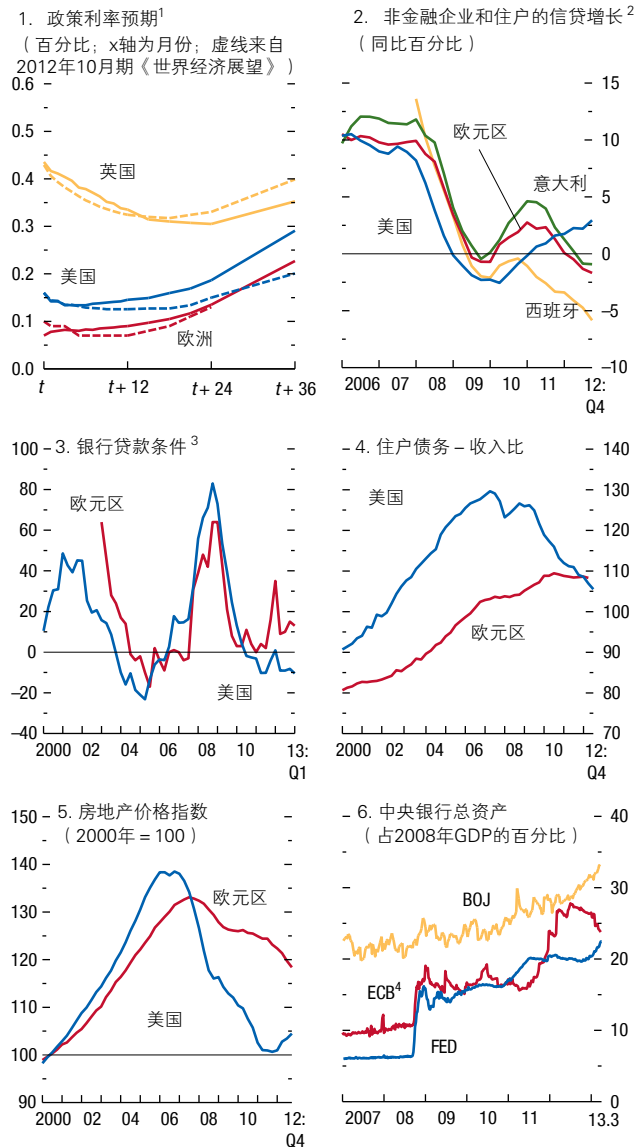 1. 政策利率预期1
（百分比；x轴为月份；虚线来自
2012年10月期《世界经济展望》）
0.6
0.5
0.4
0.3
0.2
0.1
0.0
英国
美国
欧洲
t
t + 12
t + 24
t + 36
2. 非金融企业和住户的信贷增长2
（同比百分比）
15
10
5
0
–5
–10
欧元区
意大利
美国
西班牙
2006
07
08
09
10
11
12:
Q4
3. 银行贷款条件3
100
80
60
40
20
0
–20
–40
欧元区
美国
2000
02
04
06
08
10
13:
Q1
4. 住户债务 – 收入比
140
130
120
110
100
90
80
70
美国
欧元区
2000
02
04
06
08
10
12:
Q4
5. 房地产价格指数
（2000年 = 100）
150
140
130
120
110
100
90
欧元区
美国
2000
02
04
06
08
10
12:
Q4
6. 中央银行总资产
（占2008年GDP的百分比）
40
30
20
10
0
BOJ
ECB4
FED
2007
08
09
10
11
13.3